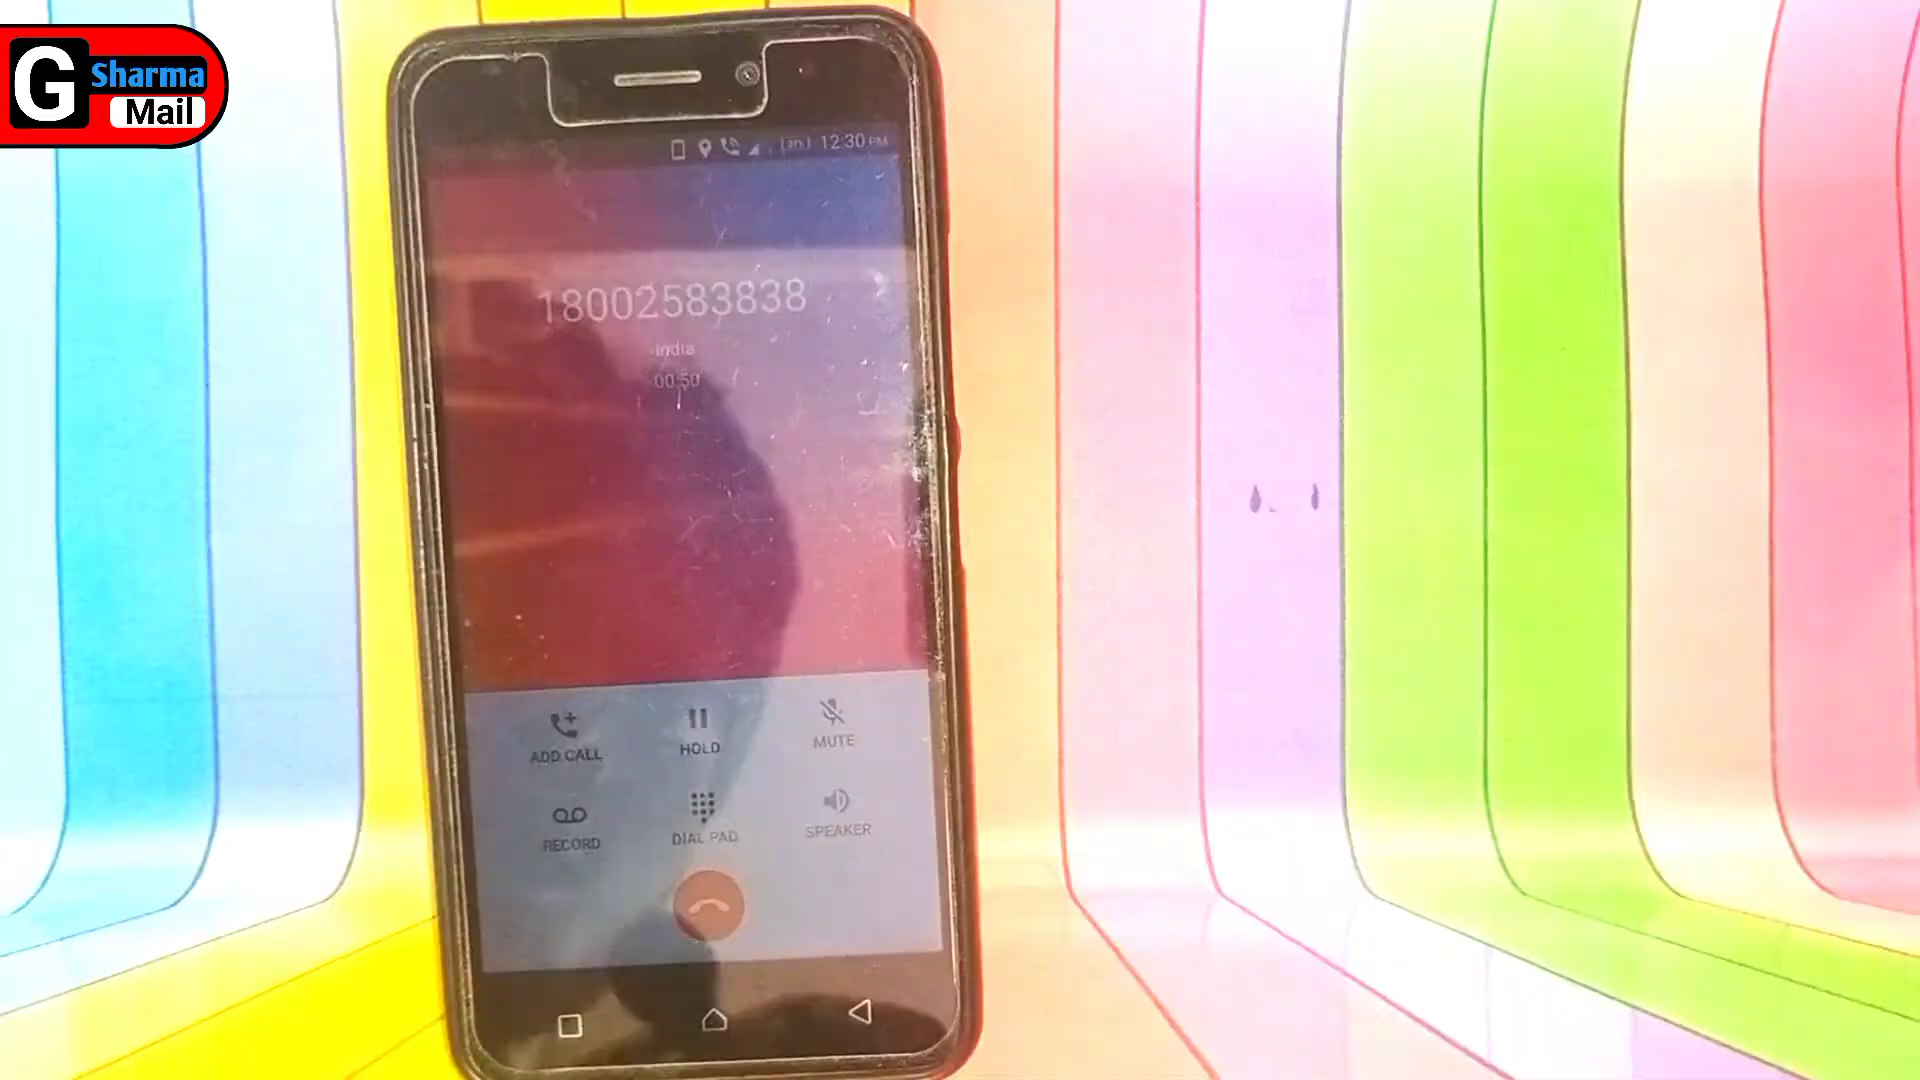 G Sharma
Mail
12:30 PM
18002583838
India
00:50
ADD CALL
HOLD
MUTE
RECORD
DIAL PAD
SPEAKER